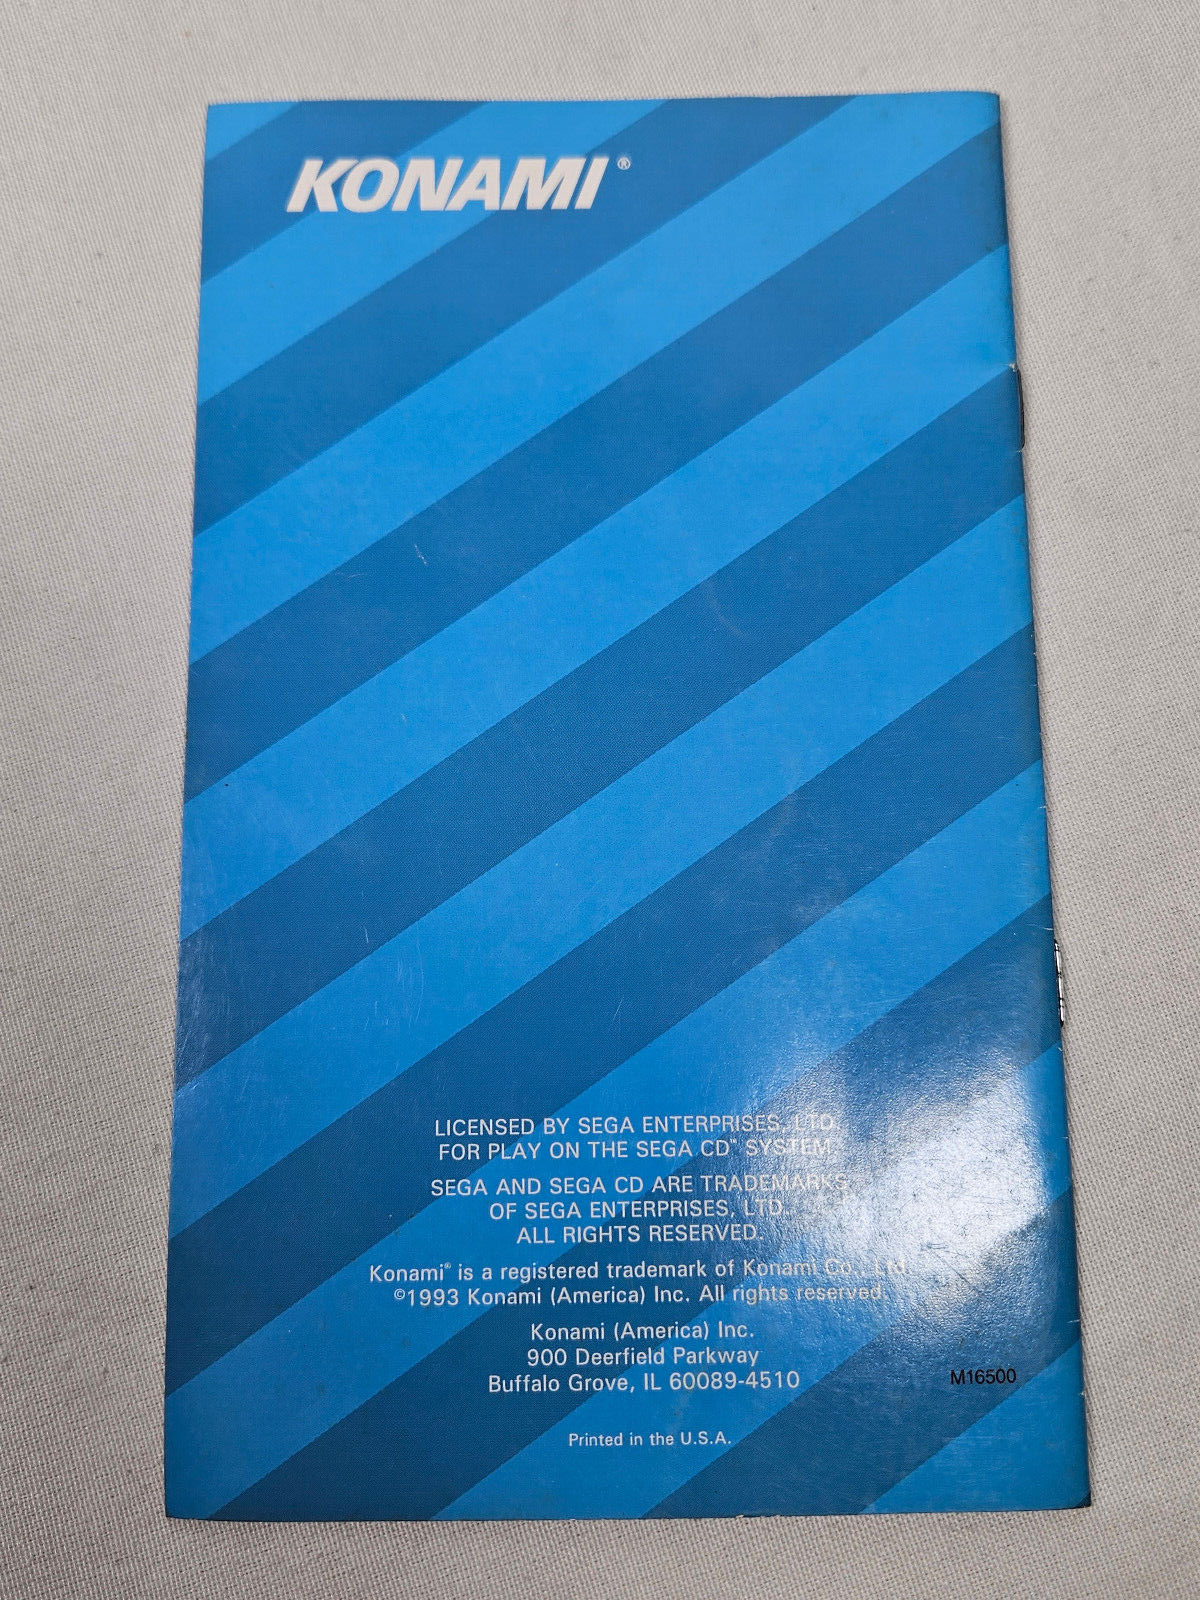 KONAMI®
LICENSED BY SEGA ENTERPRISES, LTD.
FOR PLAY ON THE SEGA CD™ SYSTEM.
SEGA AND SEGA CD ARE TRADEMARKS
OF SEGA ENTERPRISES, LTD.
ALL RIGHTS RESERVED.
Konami® is a registered trademark of Konami Co., Ltd.
©1993 Konami (America) Inc. All rights reserved.
Konami (America) Inc.
900 Deerfield Parkway
Buffalo Grove, IL 60089-4510
M16500
Printed in the U.S.A.